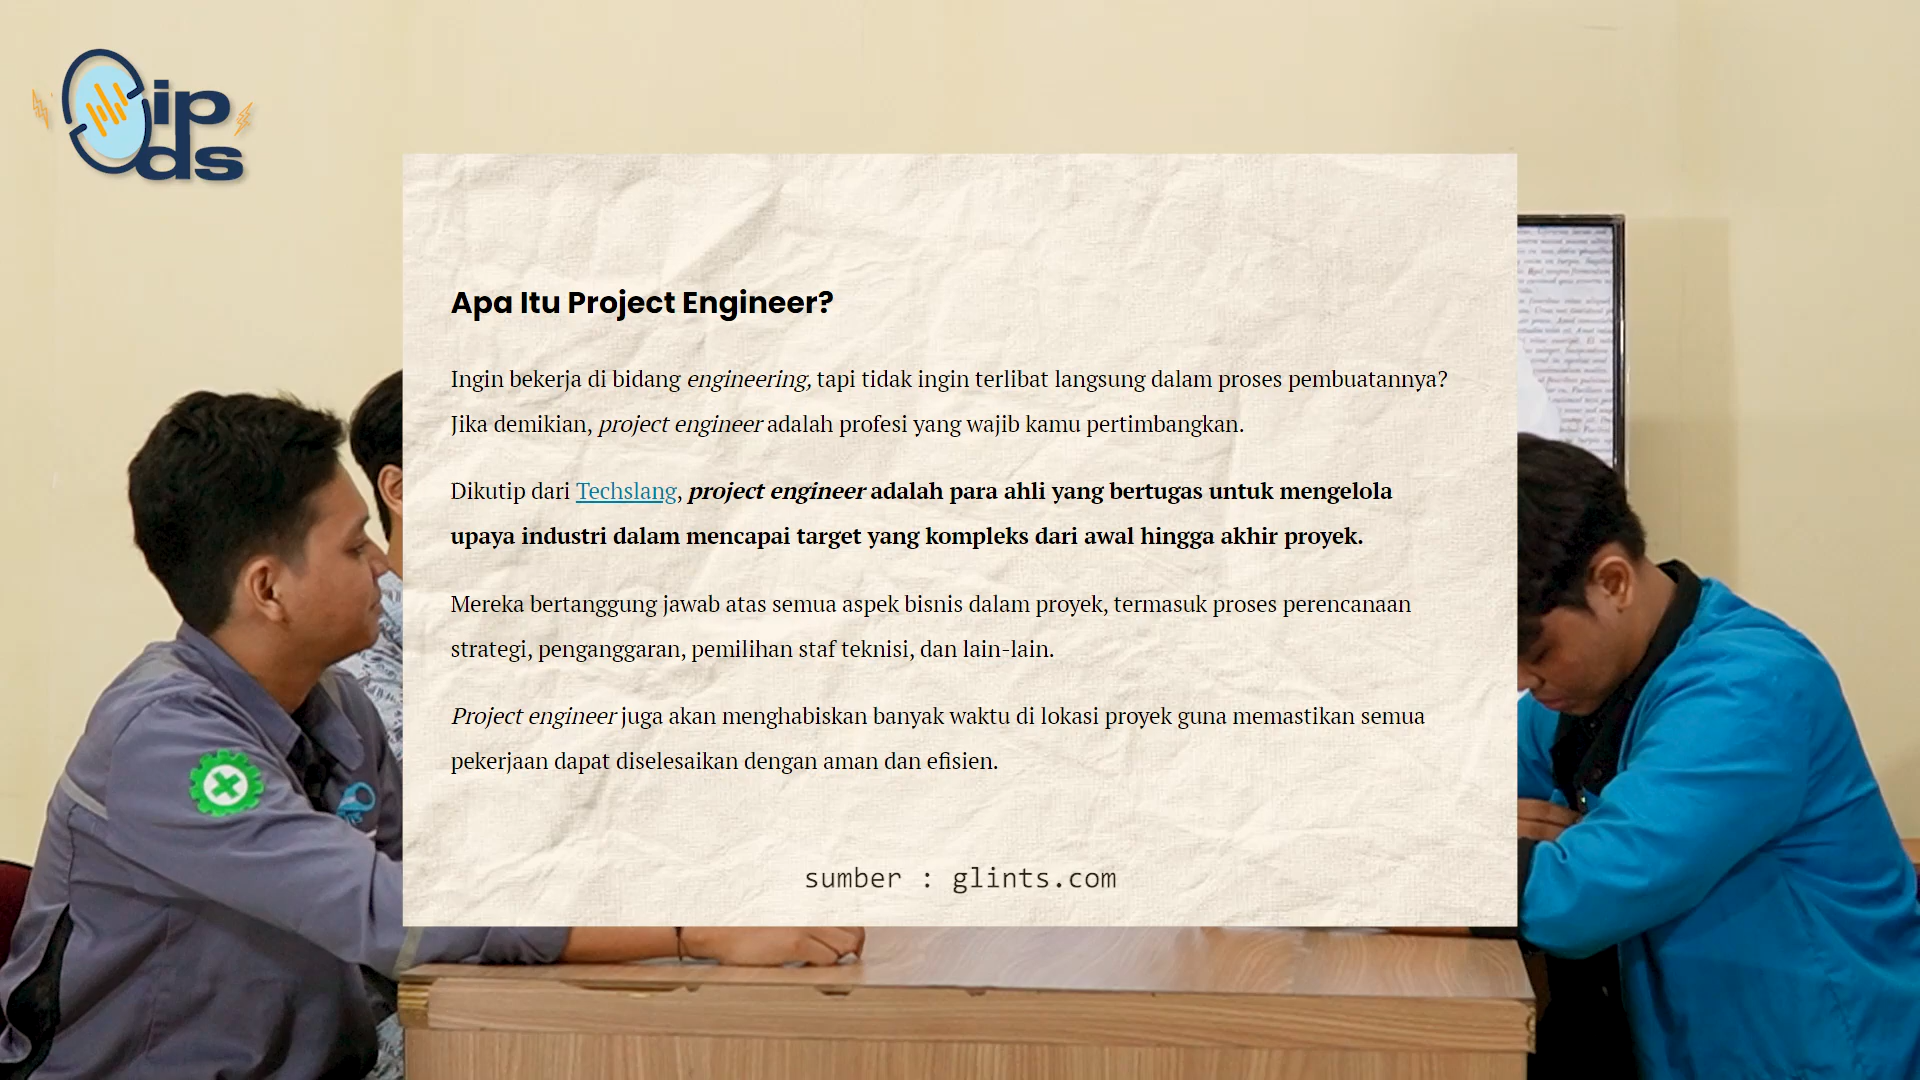 ip
ds
Apa Itu Project Engineer?
Ingin bekerja di bidang engineering, tapi tidak ingin terlibat langsung dalam proses pembuatannya?
Jika demikian, project engineer adalah profesi yang wajib kamu pertimbangkan.
Dikutip dari Techslang, project engineer adalah para ahli yang bertugas untuk mengelola
upaya industri dalam mencapai target yang kompleks dari awal hingga akhir proyek.
Mereka bertanggung jawab atas semua aspek bisnis dalam proyek, termasuk proses perencanaan
strategi, penganggaran, pemilihan staf teknisi, dan lain-lain.
Project engineer juga akan menghabiskan banyak waktu di lokasi proyek guna memastikan semua
pekerjaan dapat diselesaikan dengan aman dan efisien.
sumber : glints.com